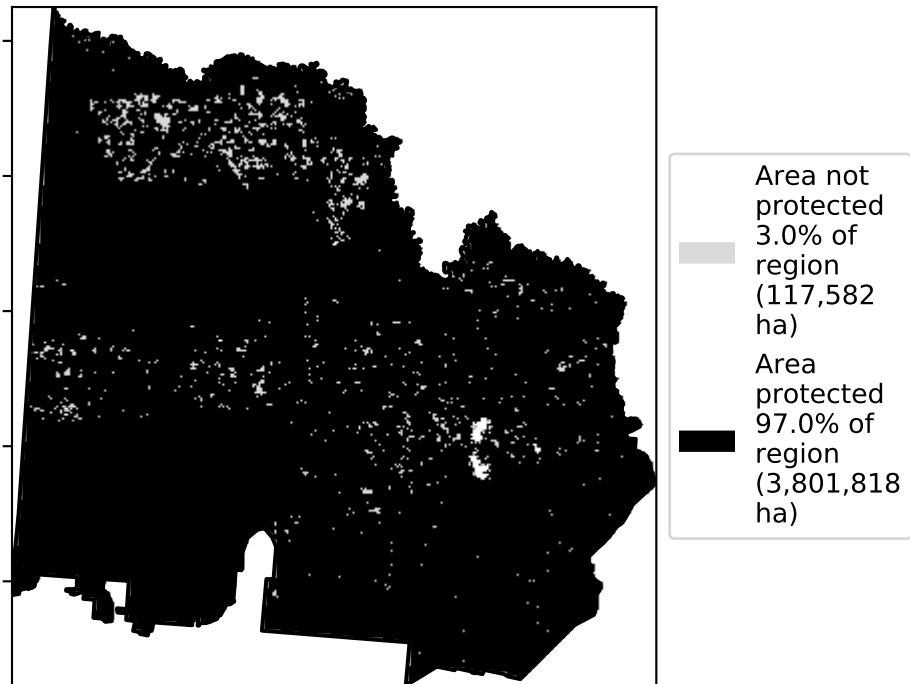 Area not
protected
3.0% of
region
(117,582
ha)
Area
protected
97.0% of
region
(3,801,818
ha)